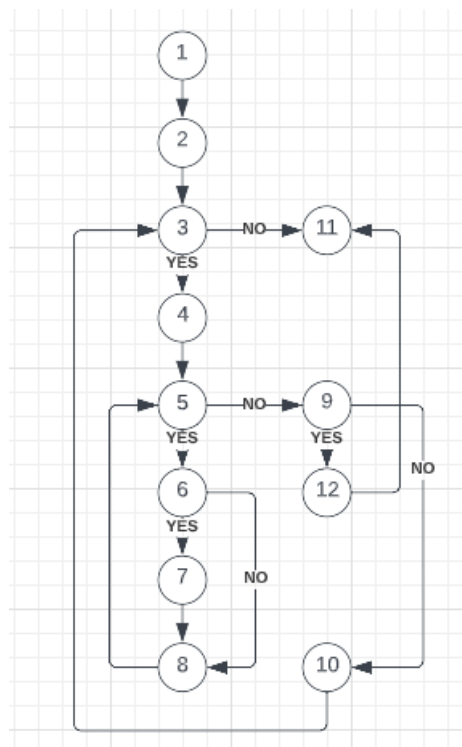 1
2
3 NO 11
YES
4
5 NO 9
YES YES
NO
6 12
YES
7 NO
8 10